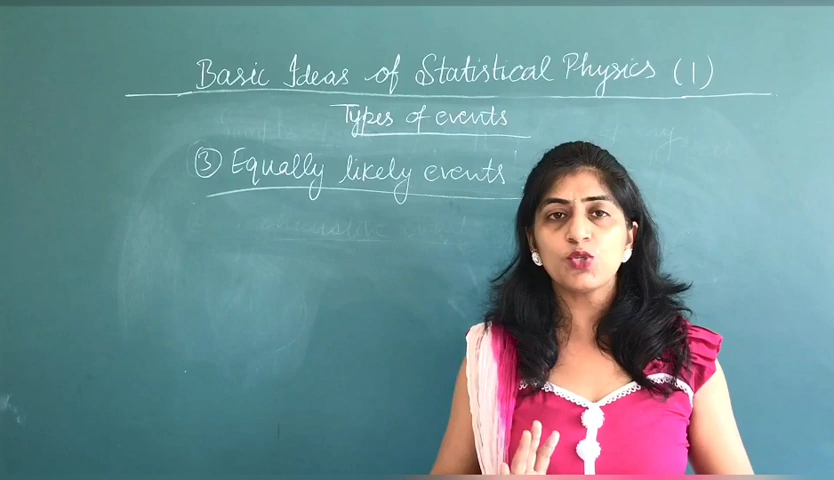 Basic Ideas of Statistical Physics (1)
Types of events
③ Equally likely events